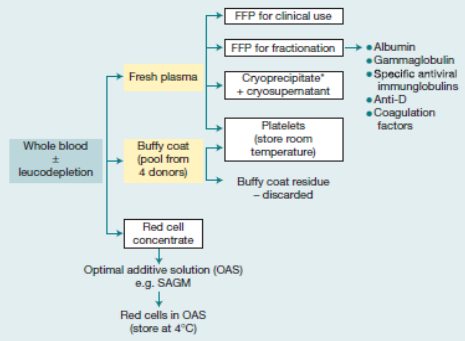 FFP for clinical use
FFP for fractionation
Albumin
Gammaglobulin
Specific antiviral
immunglobulins
Anti-D
Coagulation
factors
Fresh plasma
Cryoprecipitate*
+ cryosupernatant
Platelets
(store room
temperature)
Whole blood
±
leucodepletion
Buffy coat
(pool from
4 donors)
Buffy coat residue
– discarded
Red cell
concentrate
Optimal additive solution (OAS)
e.g. SAGM
Red cells in OAS
(store at 4°C)